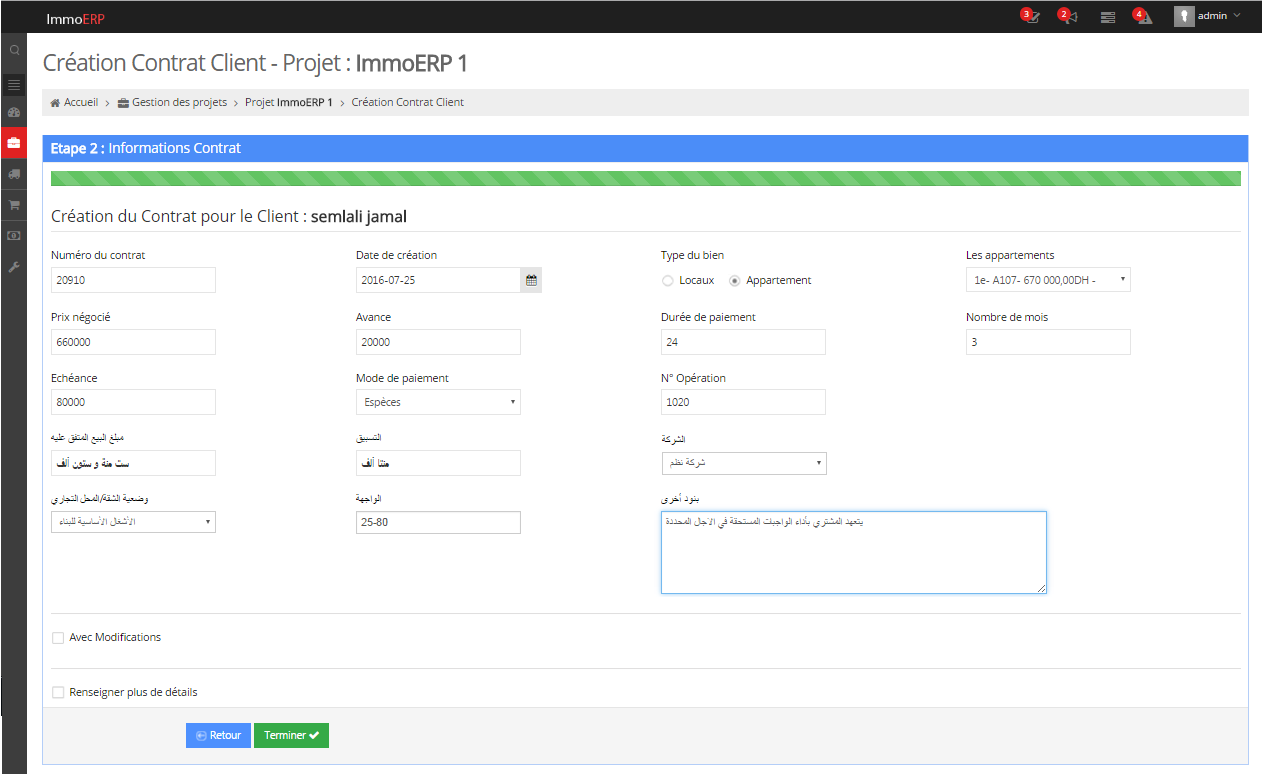 ImmoERP
3 2 4 admin
Création Contrat Client - Projet : ImmoERP 1
Accueil > Gestion des projets > Projet ImmoERP 1 > Création Contrat Client
Etape 2 : Informations Contrat
Création du Contrat pour le Client : semlali jamal
Numéro du contrat Date de création Type du bien Les appartements
20910 2016-07-25 Locaux Appartement 1e- A107- 670 000,00DH -
Prix négocié Avance Durée de paiement Nombre de mois
660000 20000 24 3
Echéance Mode de paiement N° Opération
80000 Espéces 1020
مبلغ البيع المتفق عليه التسبيق الشركة
ست مئة و ستون ألف مئتا ألف شركة نظم
وضعية الشقة/المحل التجاري الواجهة بنود أخرى
الأشغال الأساسية للبناء 25-80 يتعهد المشتري بأداء الواجبات المستحقة في الاجال المحددة
Avec Modifications
Renseigner plus de détails
Retour Terminer